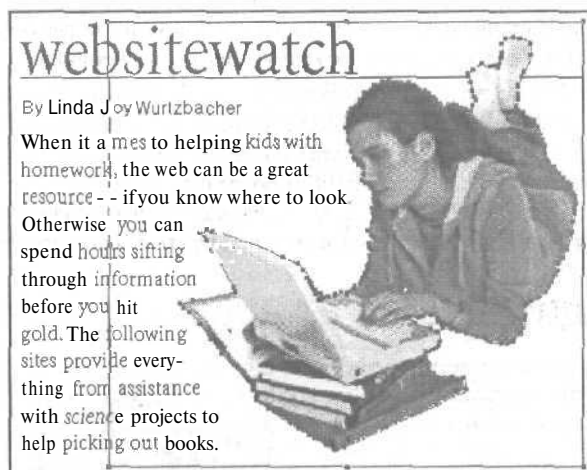 websitewatch
By Linda Joy Wurtzbacher
When it a mes to helping kids with
homework, the web can be a great
resource - - if you know where to look
Otherwise you can
spend hours sifting
through information
before you hit
gold. The following
sites provide every-
thing from assistance
with science projects to
help picking out books.